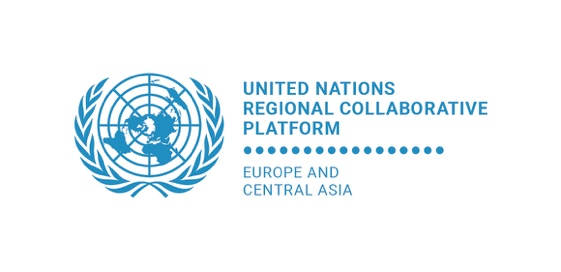 UNITED NATIONS
REGIONAL COLLABORATIVE
PLATFORM
EUROPE AND
CENTRAL ASIA